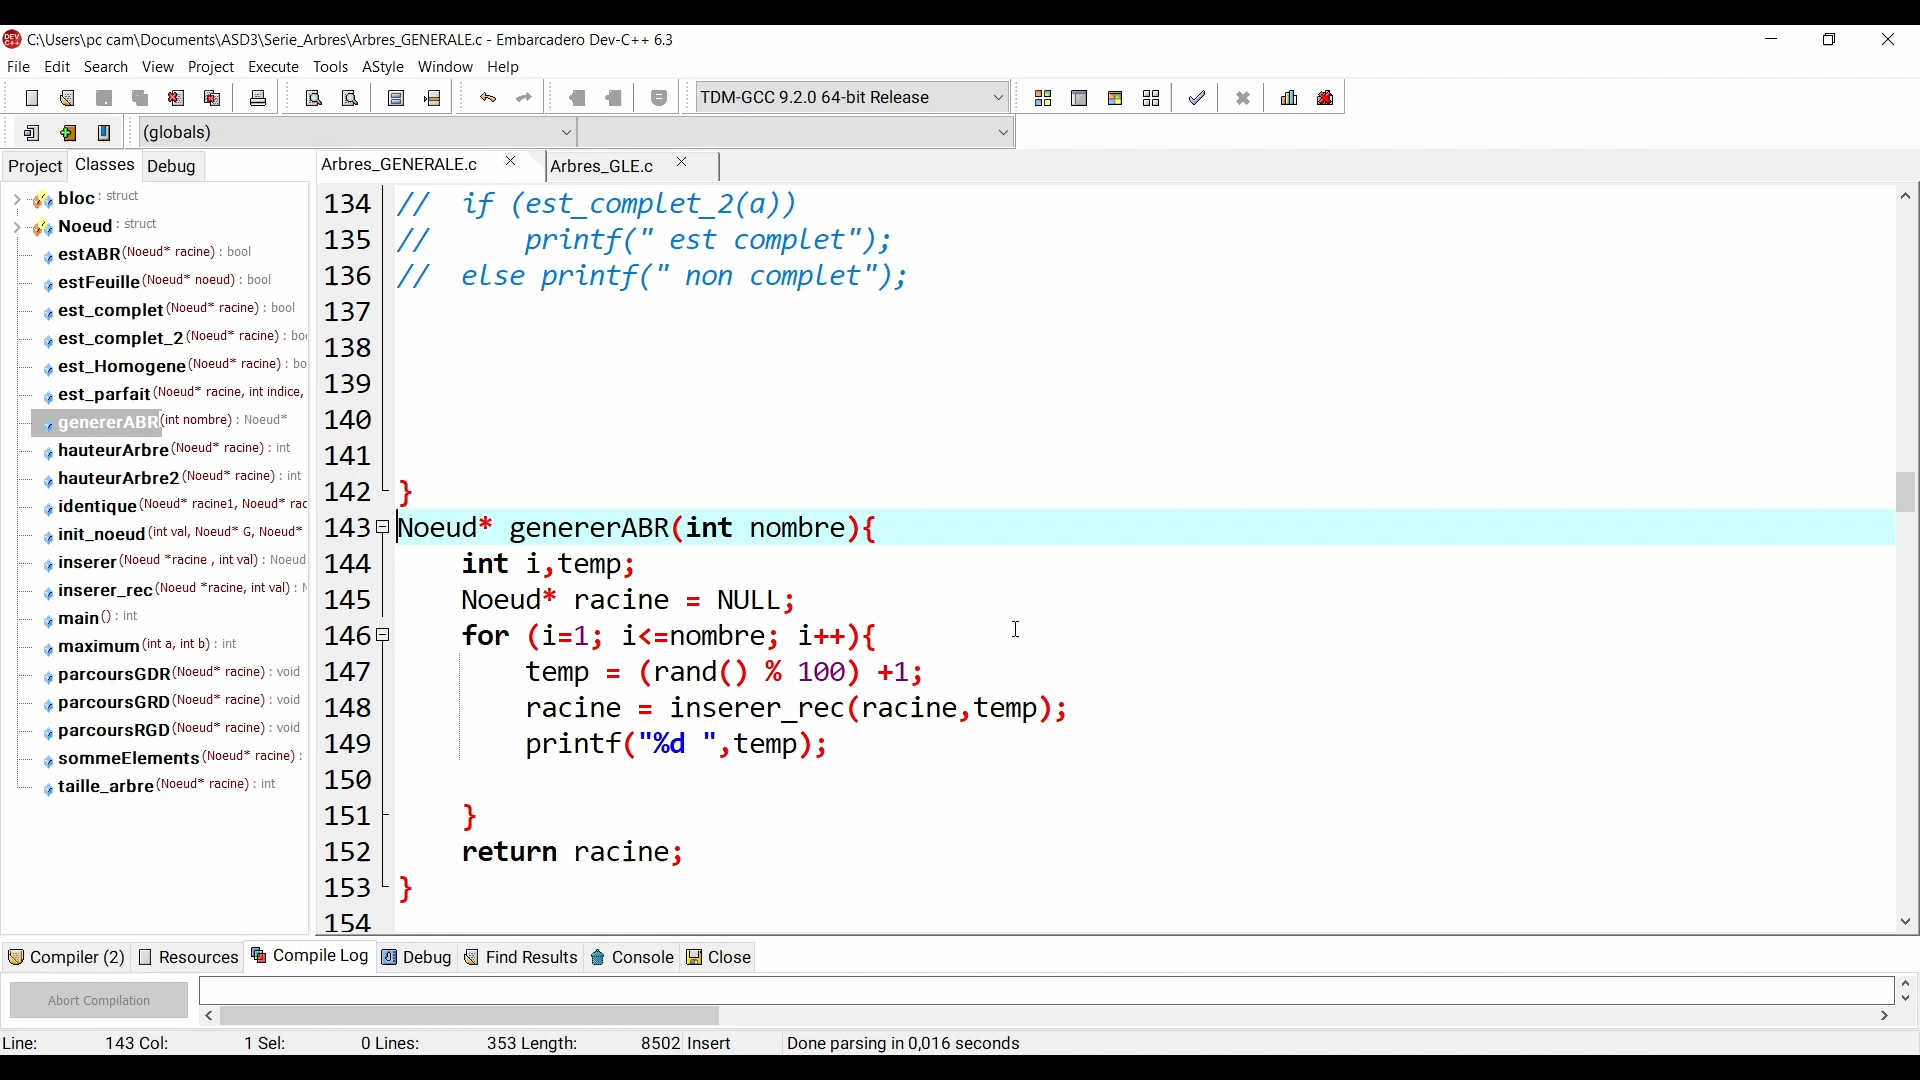 C:\Users\pc cam\Documents\ASD3\Serie_Arbres\Arbres_GENERALE.c - Embarcadero Dev-C++ 6.3
File Edit Search View Project Execute Tools AStyle Window Help
TDM-GCC 9.2.0 64-bit Release
(globals)
Project Classes Debug
Arbres_GENERALE.c Arbres_GLE.c
bloc : struct
Noeud : struct
estABR (Noeud* racine) : bool
estFeuille (Noeud* noeud) : bool
est_complet (Noeud* racine) : bool
est_complet_2 (Noeud* racine) : boo
est_Homogene (Noeud* racine) : bo
est_parfait (Noeud* racine, int indice,
genererABR (int nombre) : Noeud*
hauteurArbre (Noeud* racine) : int
hauteurArbre2 (Noeud* racine) : int
identique (Noeud* racine1, Noeud* rac
init_noeud (int val, Noeud* G, Noeud*
inserer (Noeud *racine , int val) : Noeud
inserer_rec (Noeud *racine, int val) : N
main () : int
maximum (int a, int b) : int
parcoursGDR (Noeud* racine) : void
parcoursGRD (Noeud* racine) : void
parcoursRGD (Noeud* racine) : void
sommeElements (Noeud* racine) :
taille_arbre (Noeud* racine) : int
134 // if (est_complet_2(a))
135 // printf(" est complet");
136 // else printf(" non complet");
137
138
139
140
141
142 }
143 Noeud* genererABR(int nombre){
144 int i,temp;
145 Noeud* racine = NULL;
146 for (i=1; i<=nombre; i++){
147 temp = (rand() % 100) +1;
148 racine = inserer_rec(racine,temp);
149 printf("%d ",temp);
150
151 }
152 return racine;
153 }
154
Compiler (2) Resources Compile Log Debug Find Results Console Close
Abort Compilation
Line: 143 Col: 1 Sel: 0 Lines: 353 Length: 8502 Insert Done parsing in 0,016 seconds